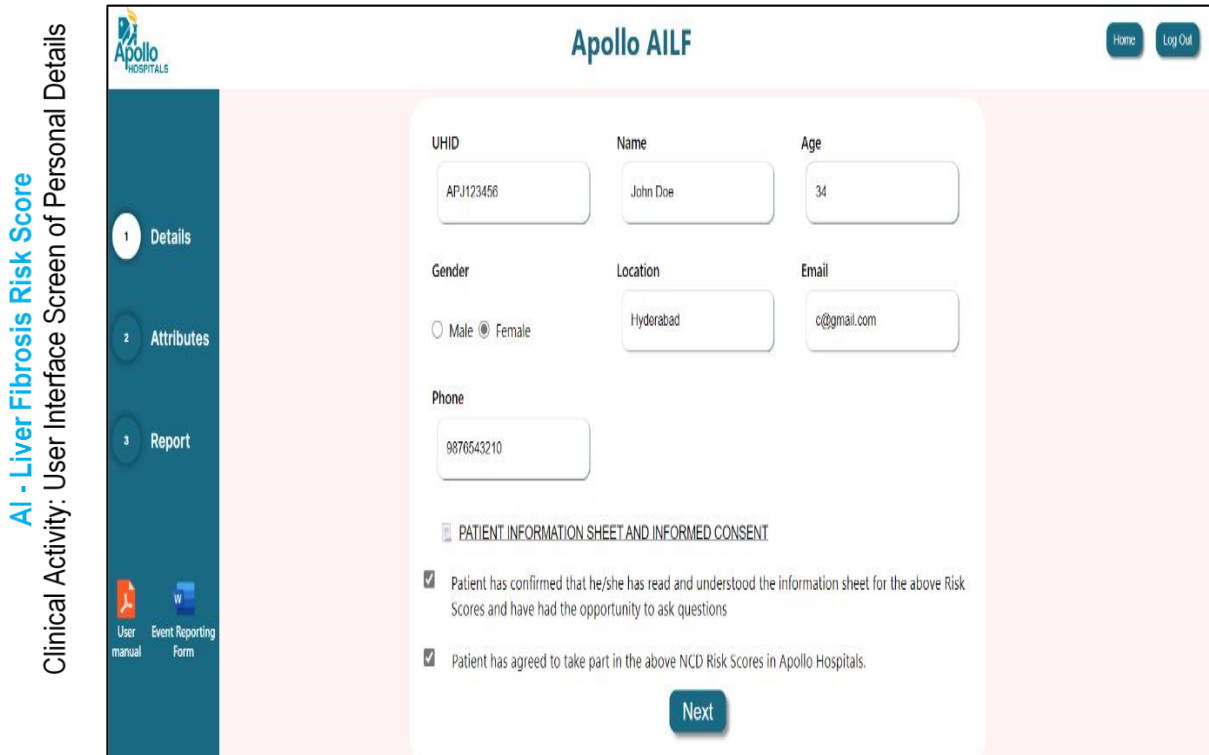 AI - Liver Fibrosis Risk Score
Clinical Activity: User Interface Screen of Personal Details
Apollo
HOSPITALS
Apollo AILF
Home
Log Out
1 Details
2 Attributes
3 Report
User
manual
Event Reporting
Form
UHID
Name
Age
APJ123456
John Doe
34
Gender
Location
Email
Male
Female
Hyderabad
c@gmail.com
Phone
9876543210
PATIENT INFORMATION SHEET AND INFORMED CONSENT
Patient has confirmed that he/she has read and understood the information sheet for the above Risk
Scores and have had the opportunity to ask questions
Patient has agreed to take part in the above NCD Risk Scores in Apollo Hospitals.
Next